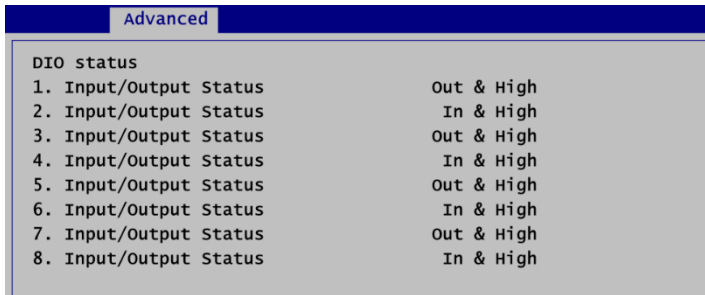 Advanced
DIO status
1. Input/Output Status Out & High
2. Input/Output Status In & High
3. Input/Output Status Out & High
4. Input/Output Status In & High
5. Input/Output Status Out & High
6. Input/Output Status In & High
7. Input/Output Status Out & High
8. Input/Output Status In & High